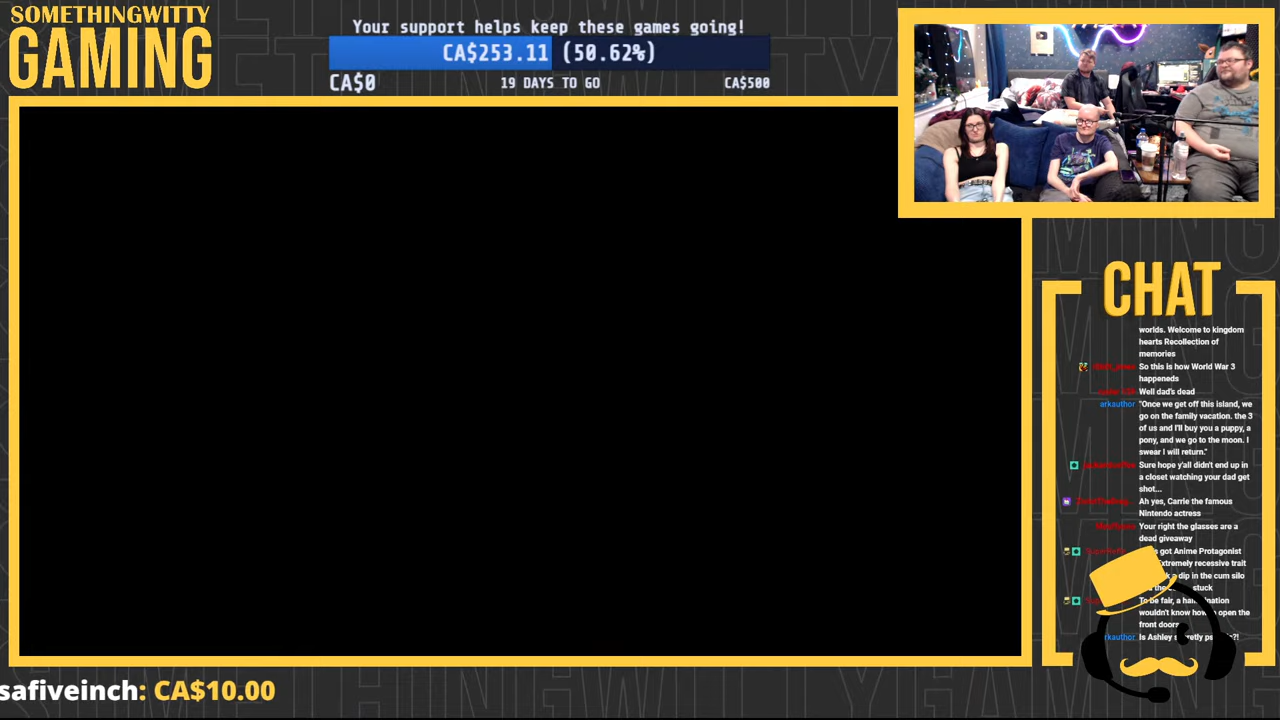 SOMETHINGWITTY
GAMING
Your support helps keep these games going!
CA$253.11 (50.62%)
CA$0
19 DAYS TO GO
CA$500
CHAT
worlds. Welcome to kingdom
hearts Recollection of
memories
So this is how World War 3
happeneds
Well dad's dead
arkauthor "Once we get off this island, we
go on the family vacation. the 3
of us and I'll buy you a puppy, a
pony, and we go to the moon. I
swear I will return."
Sure hope y'all didn't end up in
a closet watching your dad get
shot...
Ah yes, Carrie the famous
Nintendo actress
Your right the glasses are a
dead giveaway
got Anime Protagonist
extremely recessive trait
a dip in the cum silo
stuck
To be fair, a
wouldn't know how open the
front doors
Is Ashley
safiveinch: CA$10.00